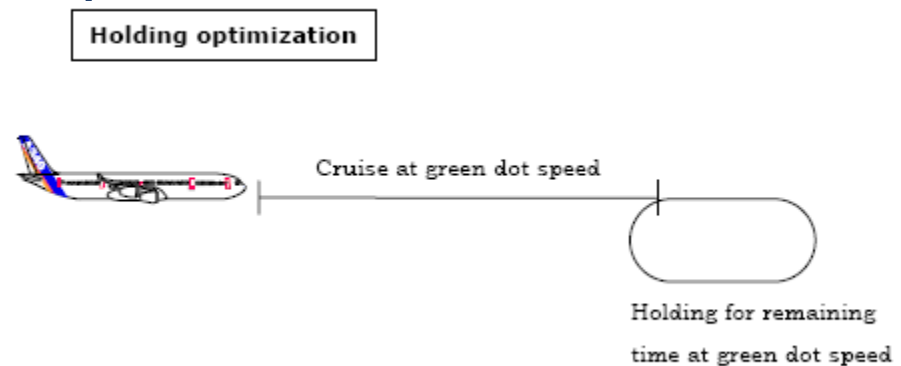 Holding optimization
Cruise at green dot speed
Holding for remaining
time at green dot speed